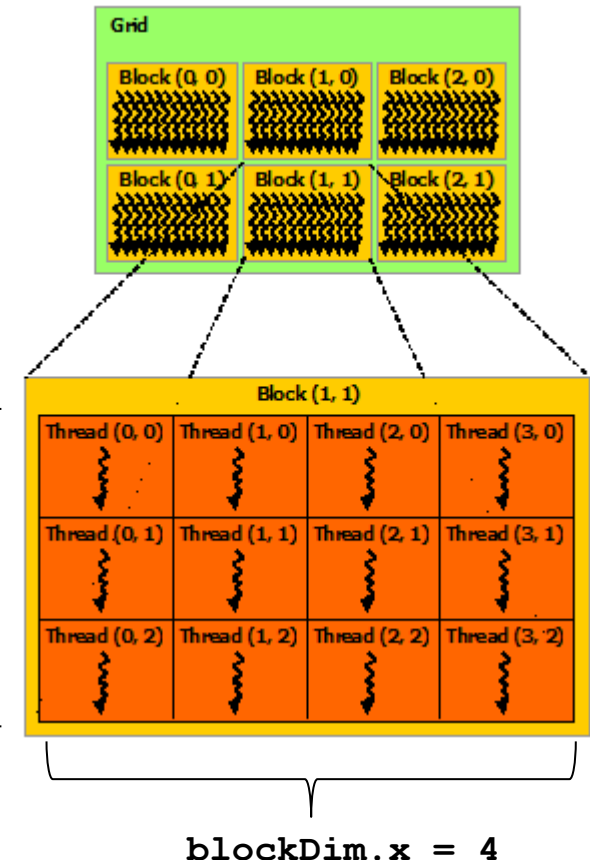 Grid
Block (0, 0) Block (1, 0) Block (2, 0)
Block (0, 1) Block (1, 1) Block (2, 1)
Block (1, 1)
Thread (0, 0) Thread (1, 0) Thread (2, 0) Thread (3, 0)
Thread (0, 1) Thread (1, 1) Thread (2, 1) Thread (3, 1)
Thread (0, 2) Thread (1, 2) Thread (2, 2) Thread (3, 2)
blockDim.x = 4